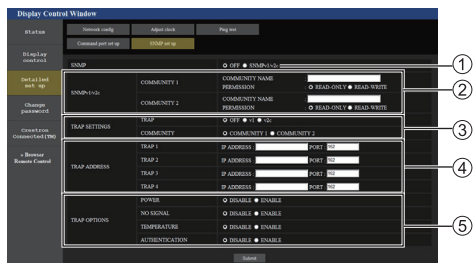 Display Control Window
Status
Network config
Adjust clock
Ping test
Command port set up
SNMP set up
Display control
Detailed set up
Change password
Crestron Connected(TM)
» Browser Remote Control
SNMP OFF SNMPv1/v2c
SNMPv1/v2c
COMMUNITY 1 COMMUNITY NAME :
PERMISSION : READ-ONLY READ-WRITE
COMMUNITY 2 COMMUNITY NAME :
PERMISSION : READ-ONLY READ-WRITE
TRAP SETTINGS
TRAP OFF v1 v2c
COMMUNITY COMMUNITY 1 COMMUNITY 2
TRAP ADDRESS
TRAP 1 IP ADDRESS : PORT : 162
TRAP 2 IP ADDRESS : PORT : 162
TRAP 3 IP ADDRESS : PORT : 162
TRAP 4 IP ADDRESS : PORT : 162
TRAP OPTIONS
POWER DISABLE ENABLE
NO SIGNAL DISABLE ENABLE
TEMPERATURE DISABLE ENABLE
AUTHENTICATION DISABLE ENABLE
Submit
1
2
3
4
5